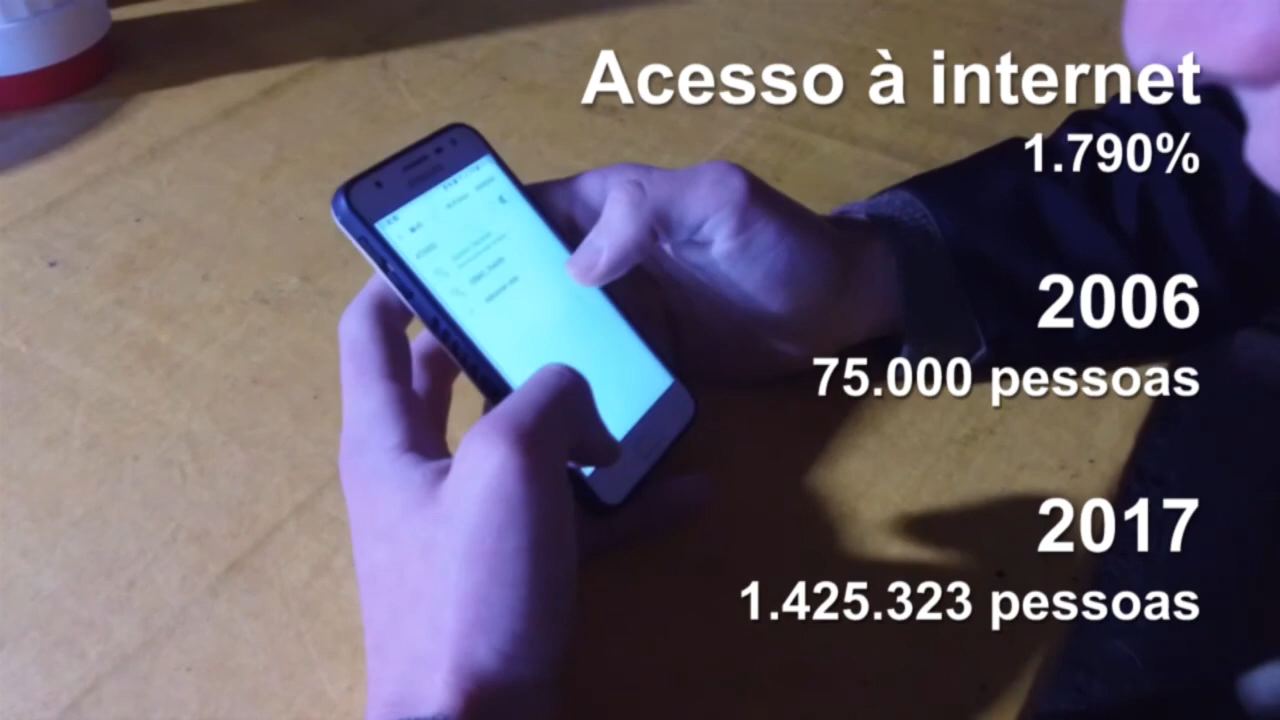 Acesso à internet
1.790%
2006
75.000 pessoas
2017
1.425.323 pessoas